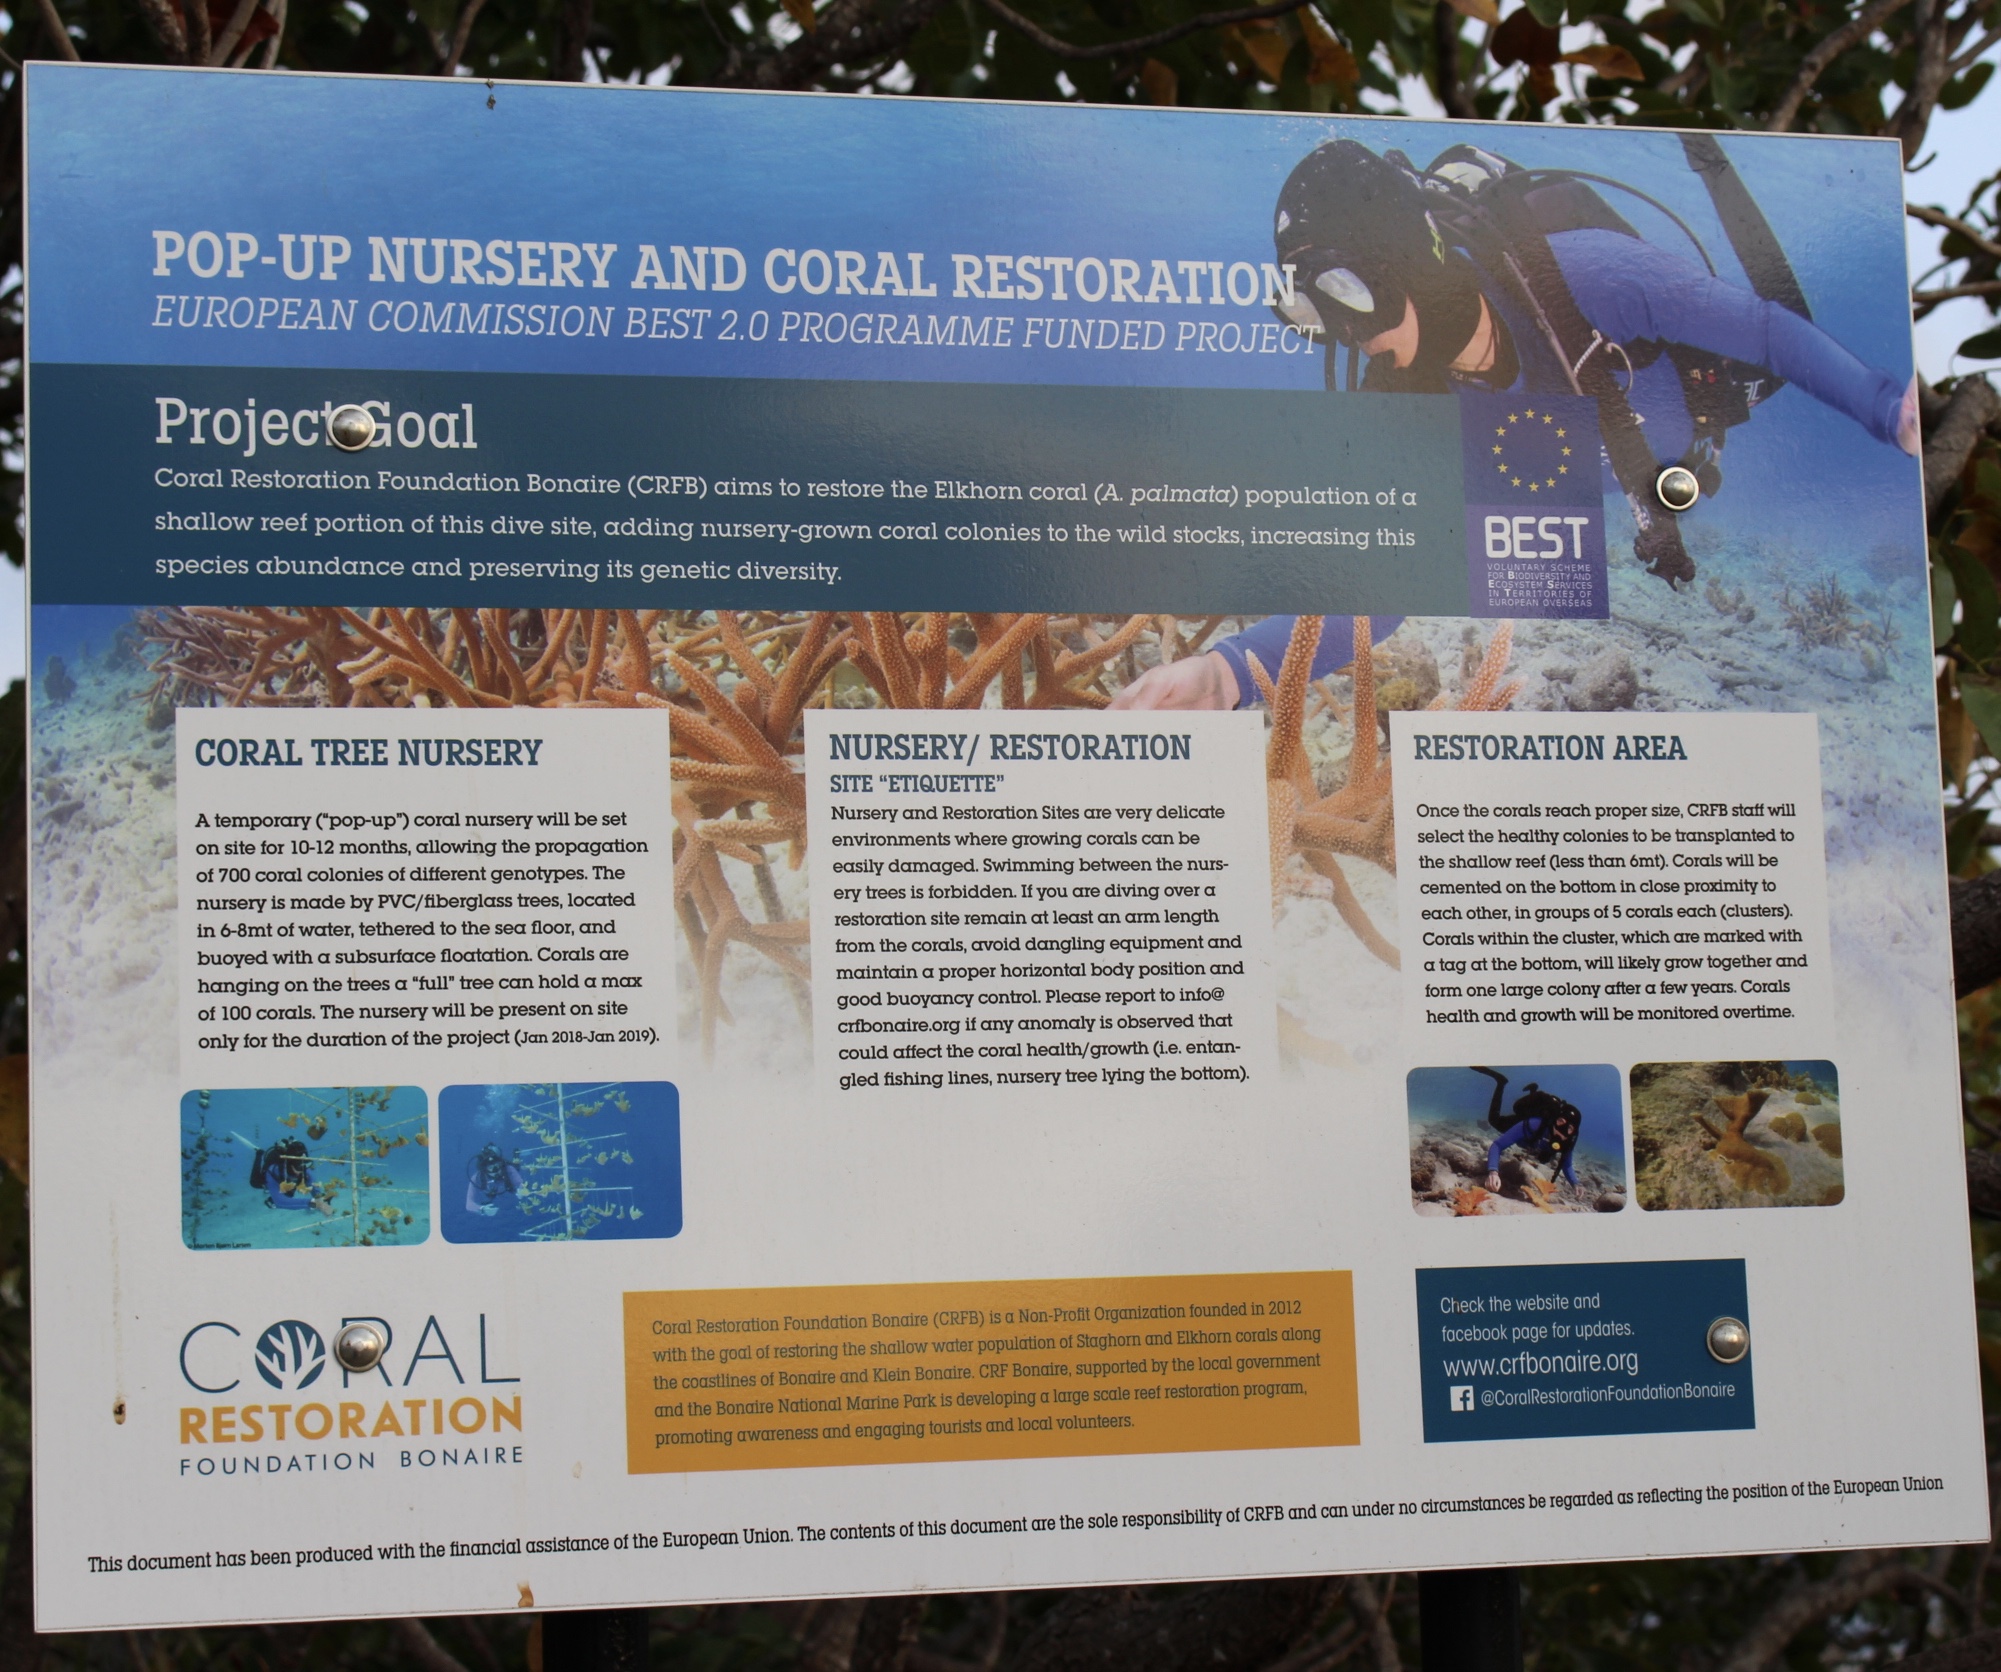 POP-UP NURSERY AND CORAL RESTORATION
EUROPEAN COMMISSION BEST 2.0 PROGRAMME FUNDED PROJECT
Project Goal
Coral Restoration Foundation Bonaire (CRFB) aims to restore the Elkhorn coral (A. palmata) population of a
shallow reef portion of this dive site, adding nursery-grown coral colonies to the wild stocks, increasing this
species abundance and preserving its genetic diversity.
BEST
VOLUNTARY SCHEME
FOR BIODIVERSITY AND
ECOSYSTEM SERVICES
IN TERRITORIES OF
EUROPEAN OVERSEAS
CORAL TREE NURSERY
A temporary ("pop-up") coral nursery will be set
on site for 10-12 months, allowing the propagation
of 700 coral colonies of different genotypes. The
nursery is made by PVC/fiberglass trees, located
in 6-8mt of water, tethered to the sea floor, and
buoyed with a subsurface floatation. Corals are
hanging on the trees a "full" tree can hold a max
of 100 corals. The nursery will be present on site
only for the duration of the project (Jan 2018-Jan 2019).
Morten Bjørn Larsen
NURSERY/ RESTORATION
SITE "ETIQUETTE"
Nursery and Restoration Sites are very delicate
environments where growing corals can be
easily damaged. Swimming between the nurs-
ery trees is forbidden. If you are diving over a
restoration site remain at least an arm length
from the corals, avoid dangling equipment and
maintain a proper horizontal body position and
good buoyancy control. Please report to info@
crfbonaire.org if any anomaly is observed that
could affect the coral health/growth (i.e. entan-
gled fishing lines, nursery tree lying the bottom).
RESTORATION AREA
Once the corals reach proper size, CRFB staff will
select the healthy colonies to be transplanted to
the shallow reef (less than 6mt). Corals will be
cemented on the bottom in close proximity to
each other, in groups of 5 corals each (clusters).
Corals within the cluster, which are marked with
a tag at the bottom, will likely grow together and
form one large colony after a few years. Corals
health and growth will be monitored overtime.
CORAL
RESTORATION
FOUNDATION BONAIRE
Coral Restoration Foundation Bonaire (CRFB) is a Non-Profit Organization founded in 2012
with the goal of restoring the shallow water population of Staghorn and Elkhorn corals along
the coastlines of Bonaire and Klein Bonaire. CRF Bonaire, supported by the local government
and the Bonaire National Marine Park is developing a large scale reef restoration program,
promoting awareness and engaging tourists and local volunteers.
Check the website and
facebook page for updates.
www.crfbonaire.org
@CoralRestorationFoundationBonaire
This document has been produced with the financial assistance of the European Union. The contents of this document are the sole responsibility of CRFB and can under no circumstances be regarded as reflecting the position of the European Union